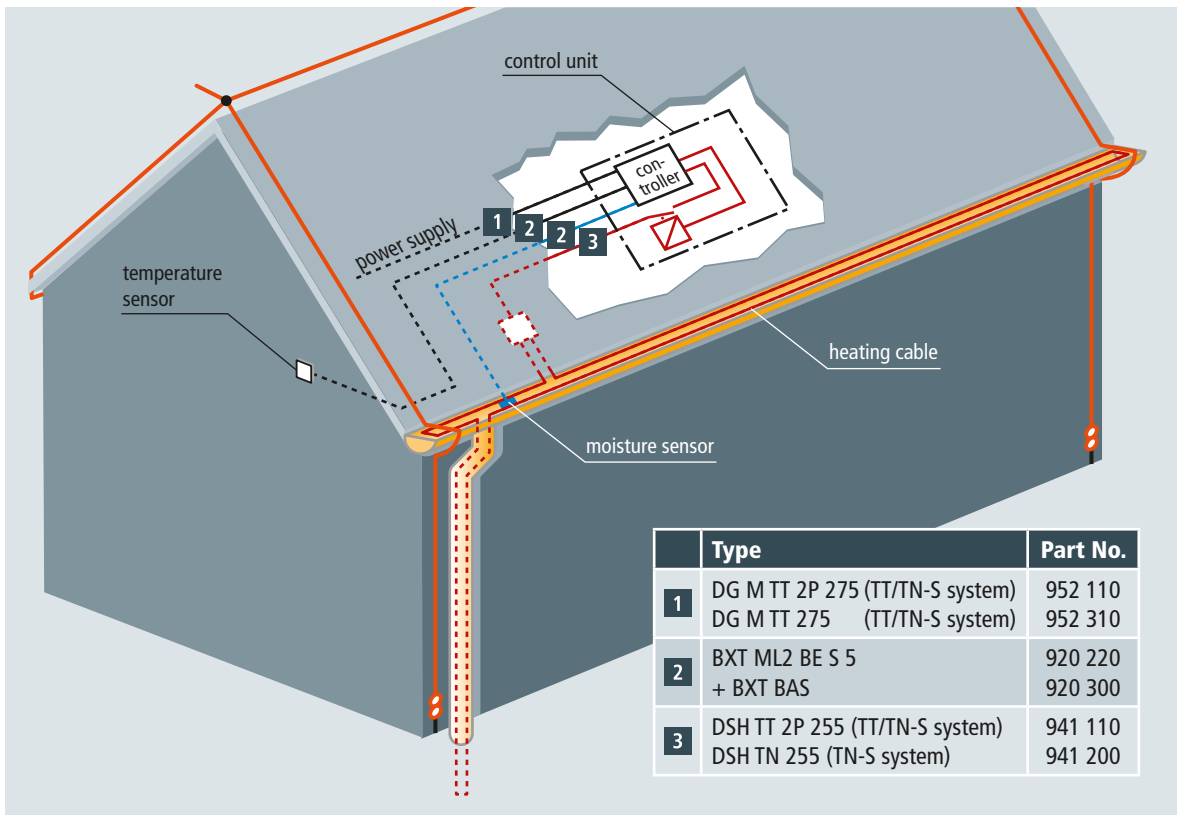 control unit
con-
troller
1
2
2
3
power supply
temperature
sensor
heating cable
moisture sensor
Type Part No.
1
DG M TT 2P 275 (TT/TN-S system) 952 110
DG M TT 275 (TT/TN-S system) 952 310
2
BXT ML2 BE S 5 920 220
+ BXT BAS 920 300
3
DSH TT 2P 255 (TT/TN-S system) 941 110
DSH TN 255 (TN-S system) 941 200